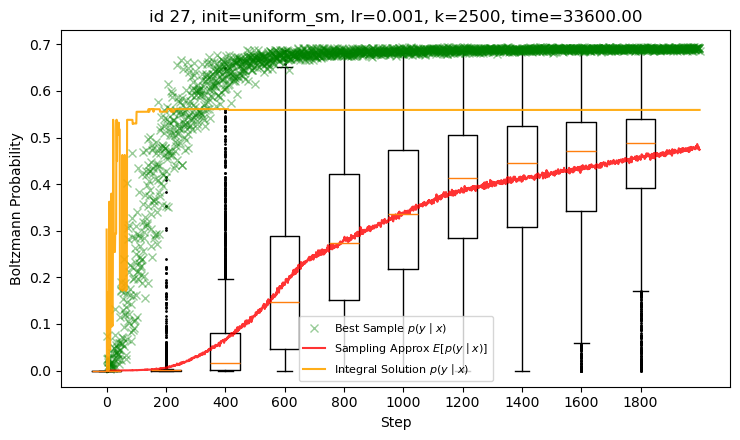 id 27, init=uniform_sm, lr=0.001, k=2500, time=33600.00
Boltzmann Probability
0.7
0.6
0.5
0.4
0.3
0.2
0.1
0.0
Best Sample p(y | x)
Sampling Approx E[p(y | x)]
Integral Solution p(y | x)
0 200 400 600 800 1000 1200 1400 1600 1800
Step